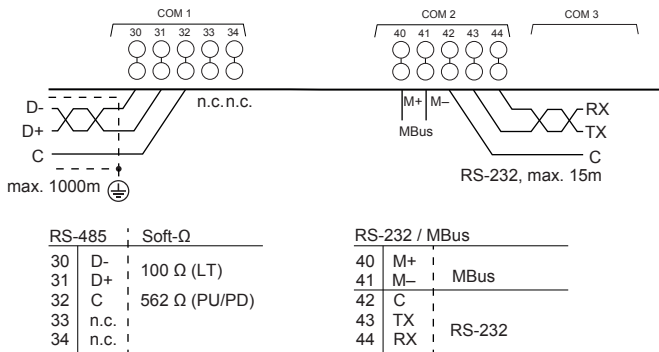 COM 1 COM 2 COM 3
30 31 32 33 34 40 41 42 43 44
n.c. n.c. M+ M–
D- RX
MBus
D+ TX
C C
RS-232, max. 15m
max. 1000m
RS-485 Soft-Ω
30 D-
31 D+ 100 Ω (LT)
32 C 562 Ω (PU/PD)
33 n.c.
34 n.c.
RS-232 / MBus
40 M+
41 M– MBus
42 C
43 TX
44 RX RS-232